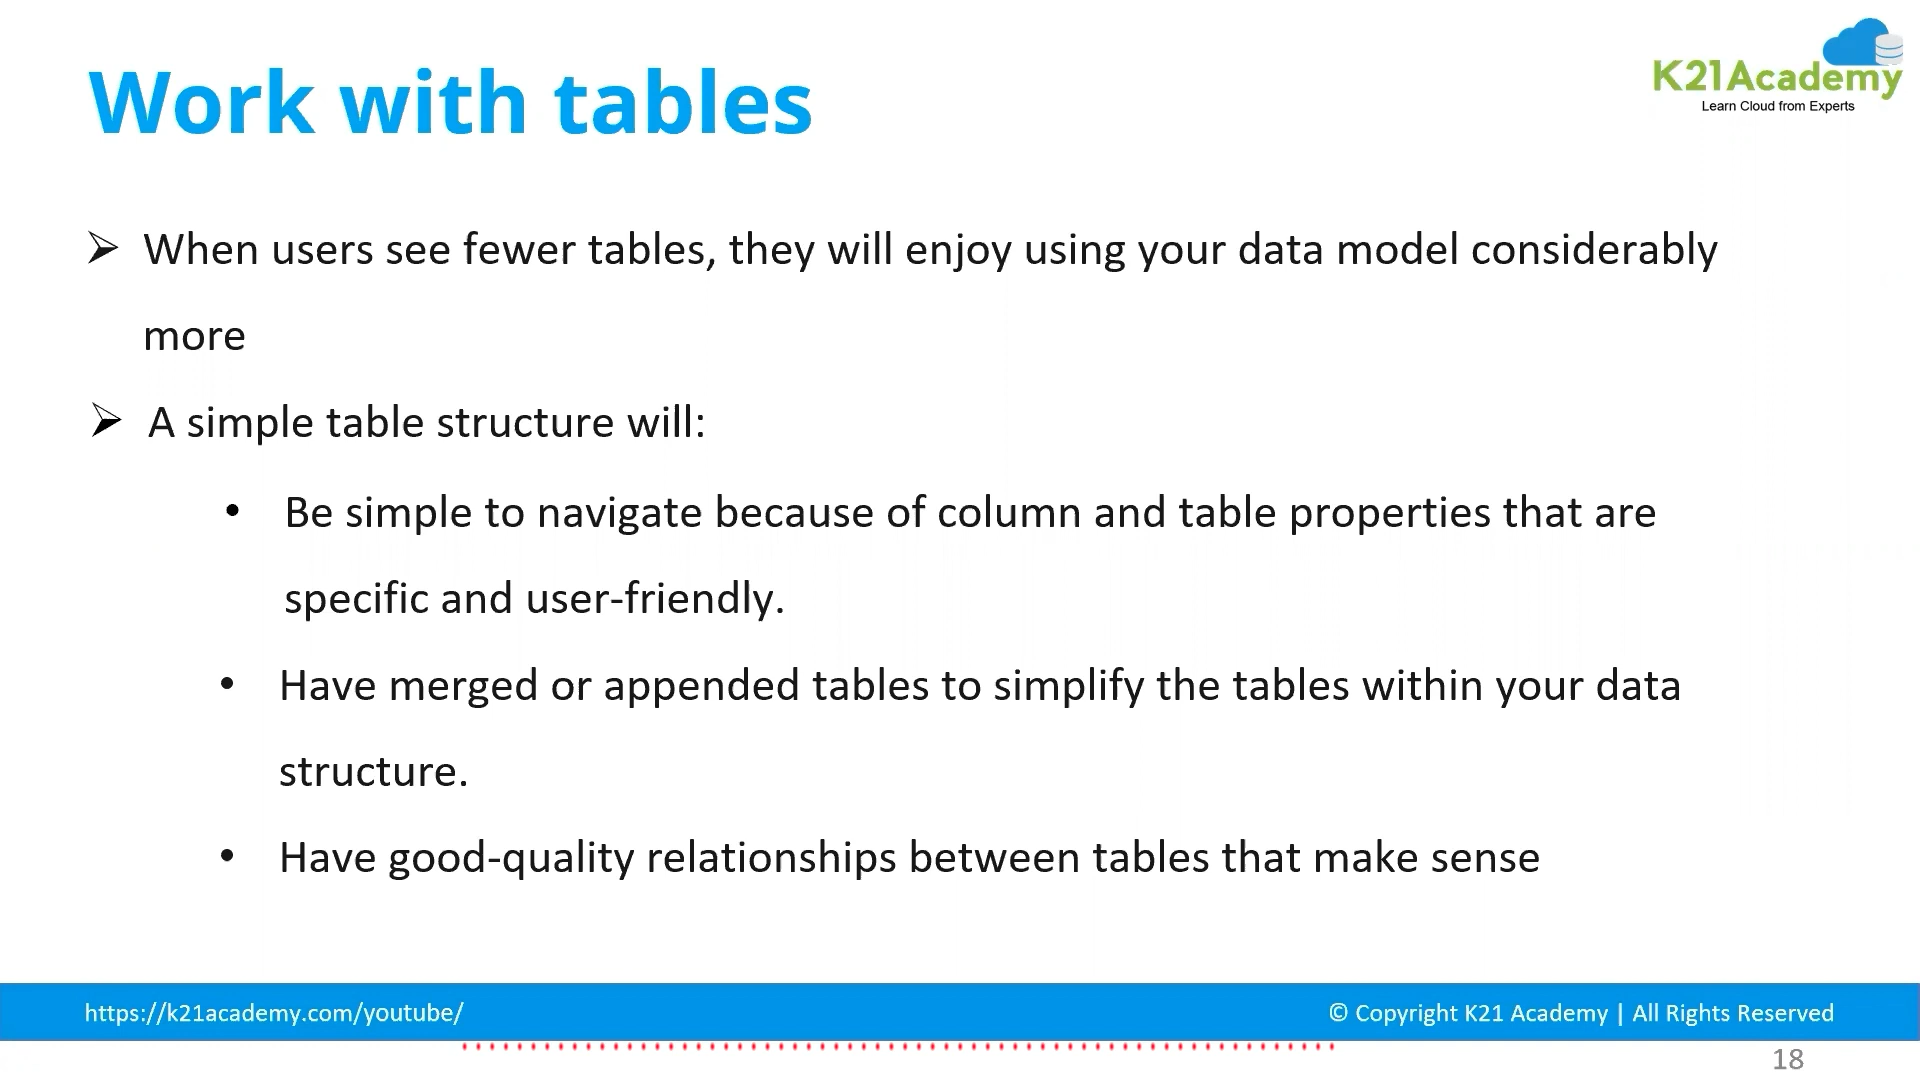 Work with tables
K21Academy
Learn Cloud from Experts
➢ When users see fewer tables, they will enjoy using your data model considerably
more
➢ A simple table structure will:
• Be simple to navigate because of column and table properties that are
specific and user-friendly.
• Have merged or appended tables to simplify the tables within your data
structure.
• Have good-quality relationships between tables that make sense
https://k21academy.com/youtube/
© Copyright K21 Academy | All Rights Reserved
18